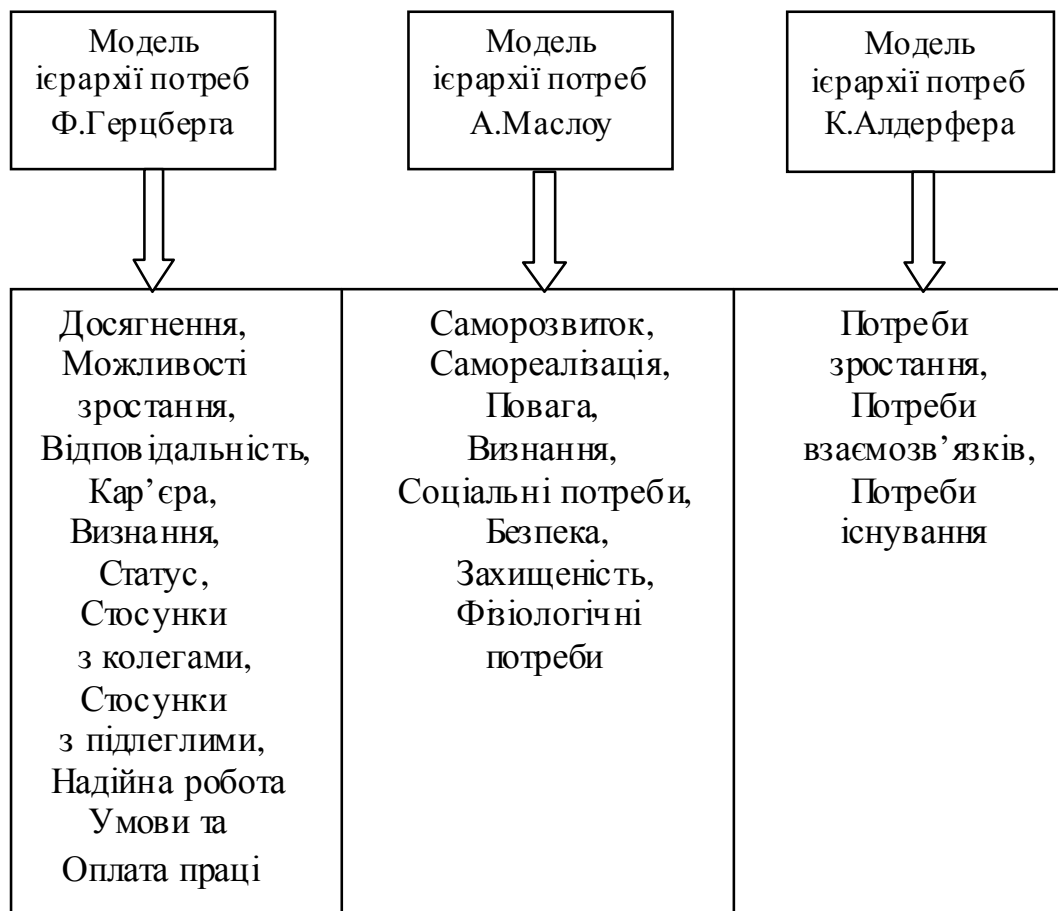 Модель
ієрархії потреб
Ф.Герцберга
Модель
ієрархії потреб
А.Маслоу
Модель
ієрархії потреб
К.Алдерфера
Досягнення,
Можливості
зростання,
Відповідальність,
Кар’єра,
Визнання,
Статус,
Стосунки
з колегами,
Стосунки
з підлеглими,
Надійна робота
Умови та
Оплата праці
Саморозвиток,
Самореалізація,
Повага,
Визнання,
Соціальні потреби,
Безпека,
Захищеність,
Фізіологічні
потреби
Потреби
зростання,
Потреби
взаємозв’язків,
Потреби
існування